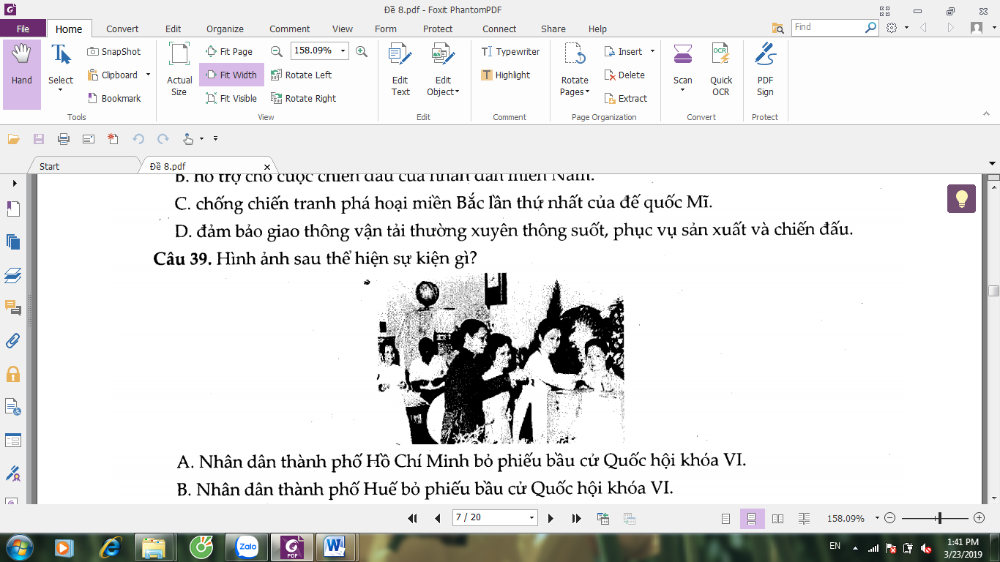 Đề 8.pdf - Foxit PhantomPDF
File Home Convert Edit Organize Comment View Form Protect Connect Share Help Find
Hand
Select
SnapShot
Clipboard
Bookmark
Tools
Actual Size
Fit Page
Fit Width
Fit Visible
158.09%
Rotate Left
Rotate Right
View
Edit Text
Edit Object
Edit
Typewriter
Highlight
Comment
Rotate Pages
Insert
Delete
Extract
Page Organization
Scan
OCR
Quick OCR
Convert
PDF Sign
Protect
Start Đề 8.pdf
B. hỗ trợ cho cuộc chiến đấu của nhân dân miền Nam.
C. chống chiến tranh phá hoại miền Bắc lần thứ nhất của đế quốc Mĩ.
D. đảm bảo giao thông vận tải thường xuyên thông suốt, phục vụ sản xuất và chiến đấu.
Câu 39. Hình ảnh sau thể hiện sự kiện gì?
A. Nhân dân thành phố Hồ Chí Minh bỏ phiếu bầu cử Quốc hội khóa VI.
B. Nhân dân thành phố Huế bỏ phiếu bầu cử Quốc hội khóa VI.
7 / 20 158.09%
Zalo PDF EN 1:41 PM
3/23/2019